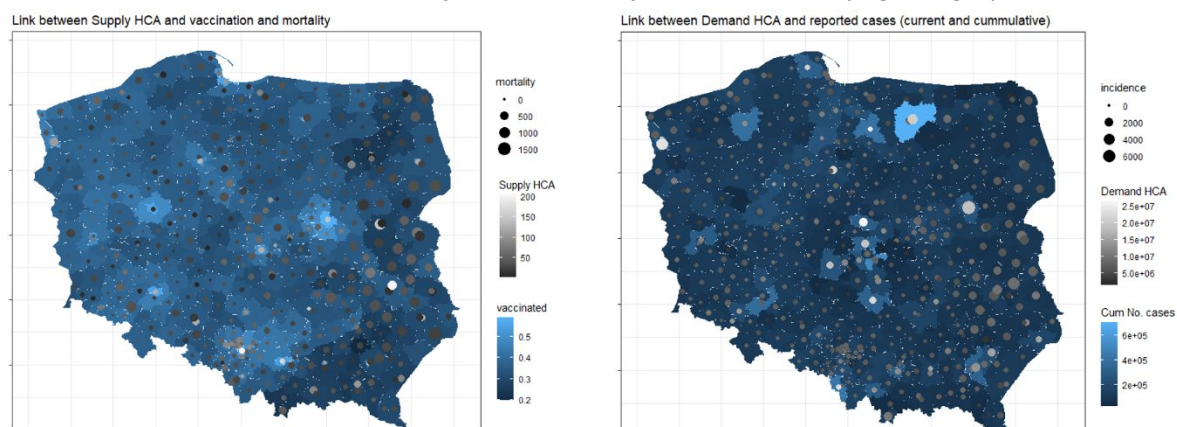 Link between Supply HCA and vaccination and mortality
mortality
0
500
1000
1500
Supply HCA
200
150
100
50
vaccinated
0.5
0.4
0.3
0.2
Link between Demand HCA and reported cases (current and cummulative)
incidence
0
2000
4000
6000
Demand HCA
2.5e+07
2.0e+07
1.5e+07
1.0e+07
5.0e+06
Cum No. cases
6e+05
4e+05
2e+05